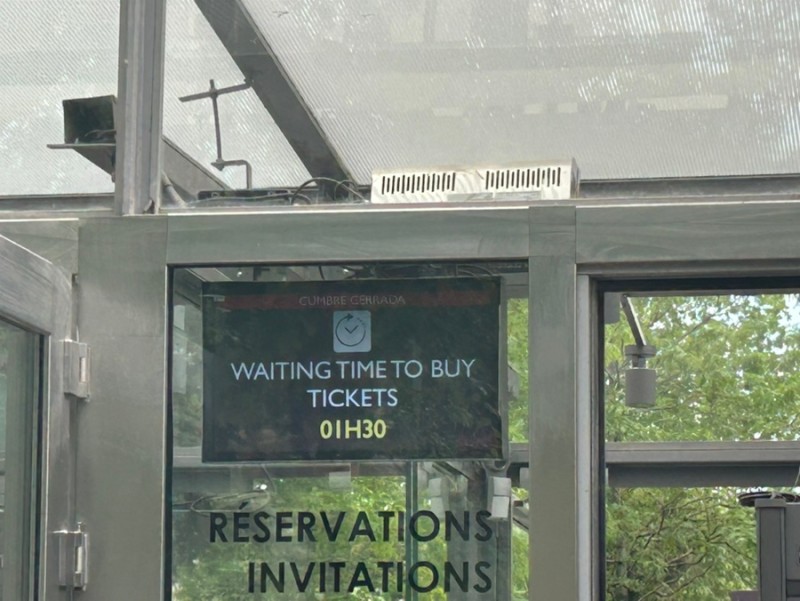 CUMBRE CERRADA
WAITING TIME TO BUY
TICKETS
01H30
RÉSERVATIONS
INVITATIONS